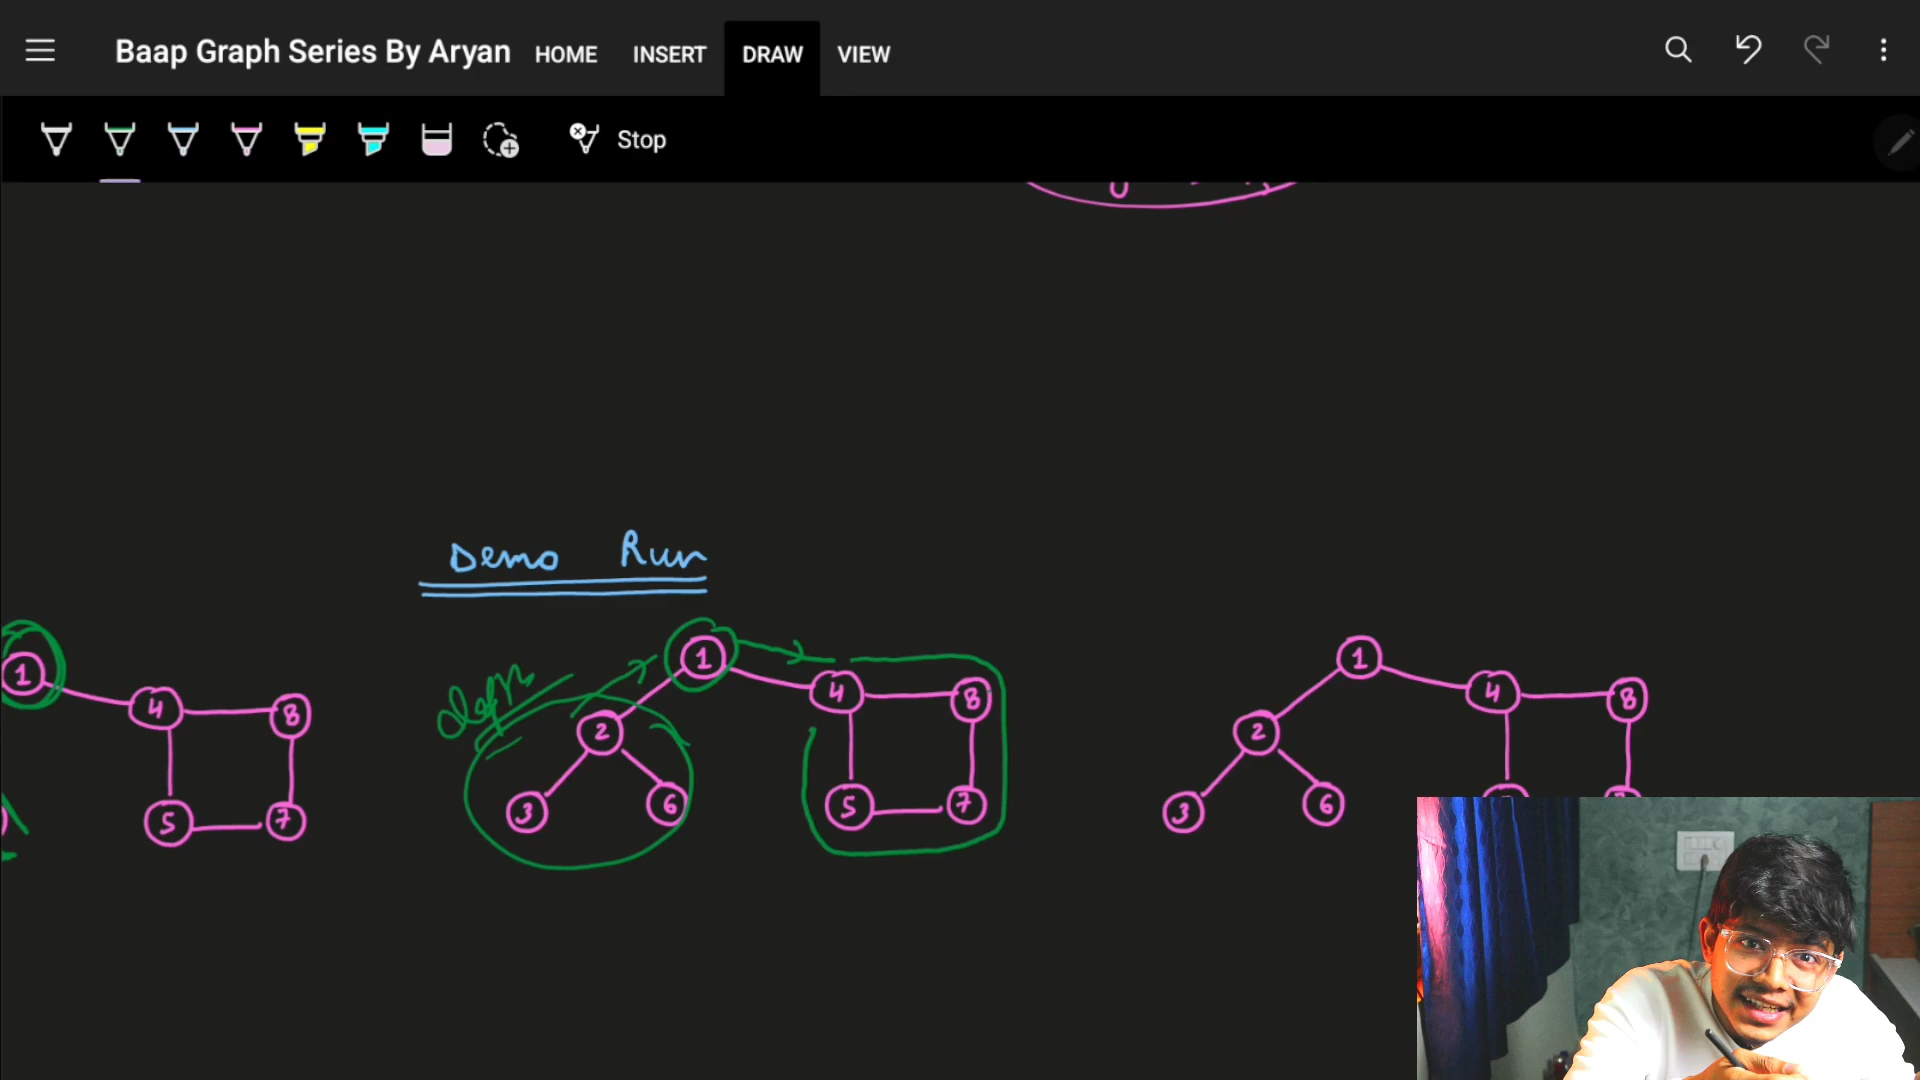 Baap Graph Series By Aryan HOME INSERT DRAW VIEW
Stop
Demo Run
1 4 8 5 7
1 2 3 6 4 8 5 7
1 2 3 6 4 8